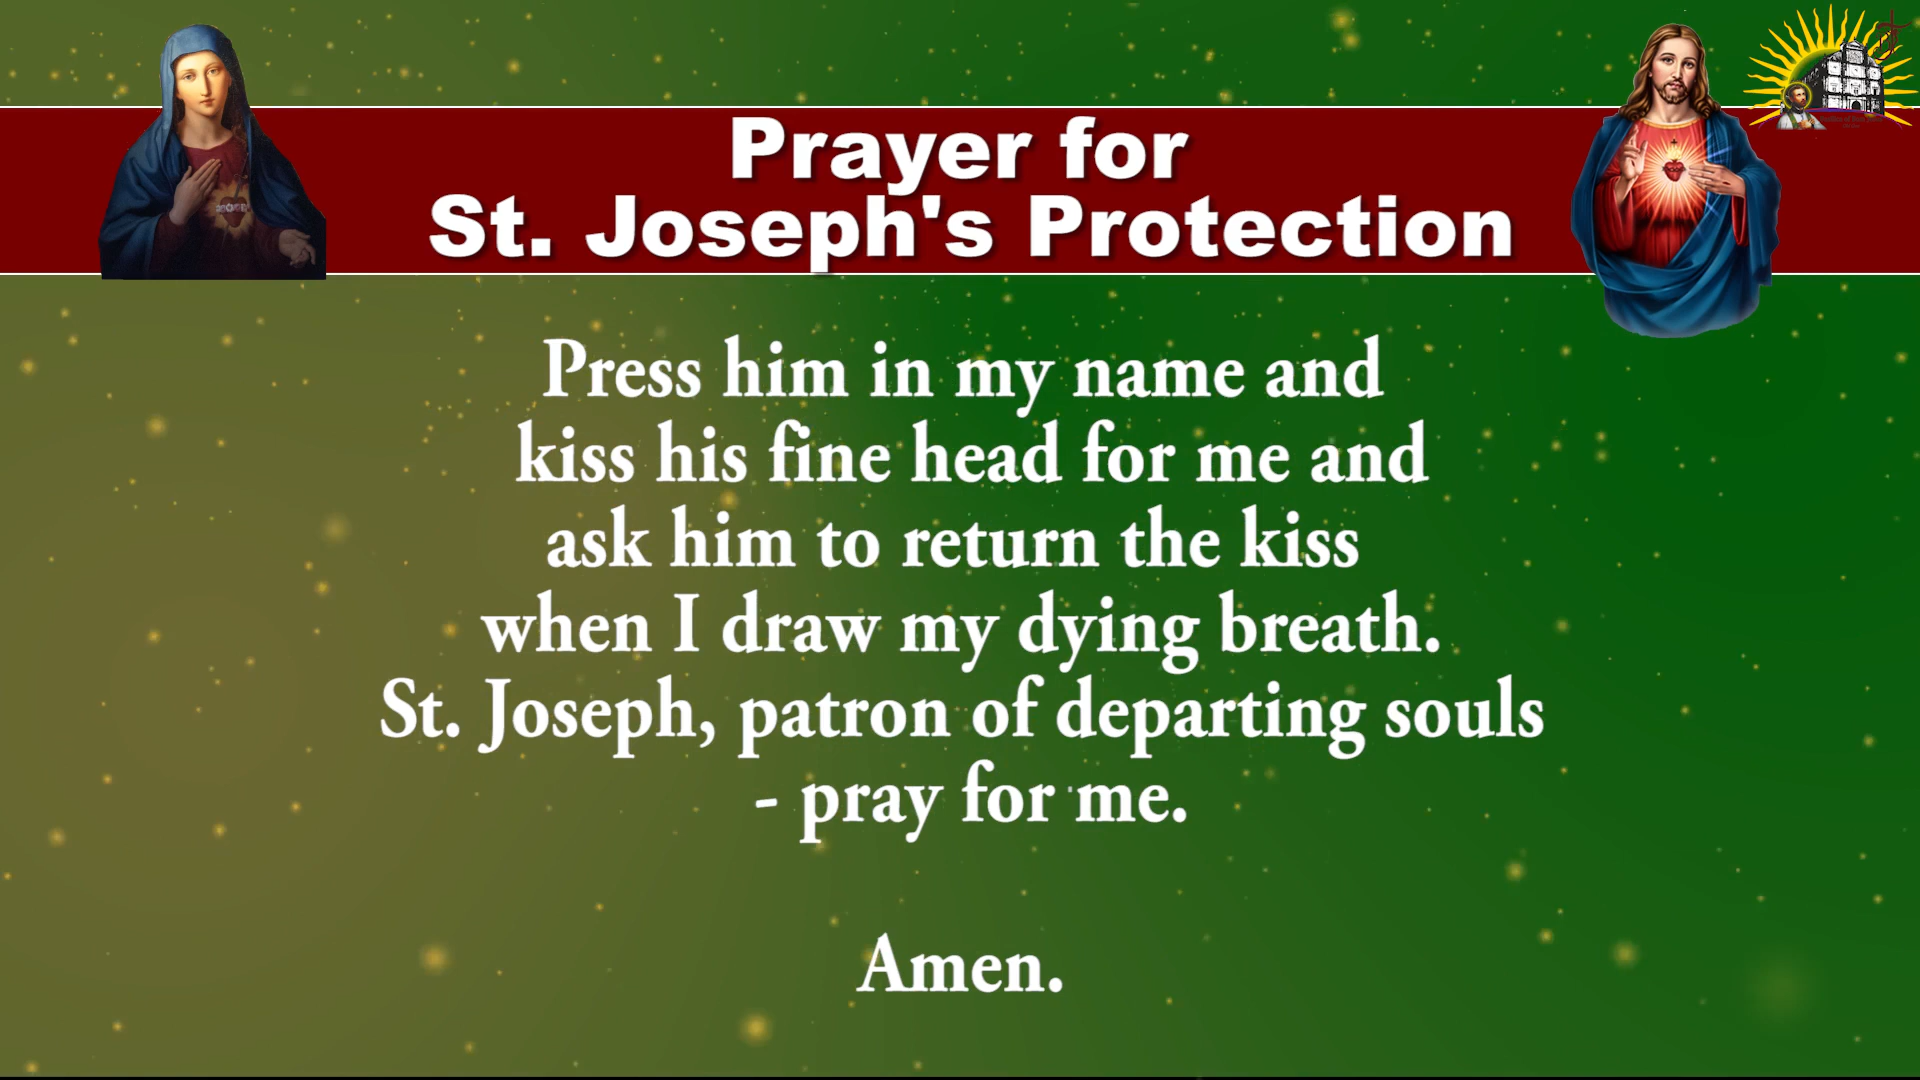 Prayer for
St. Joseph's Protection
Press him in my name and
kiss his fine head for me and
ask him to return the kiss
when I draw my dying breath.
St. Joseph, patron of departing souls
- pray for me.
Amen.